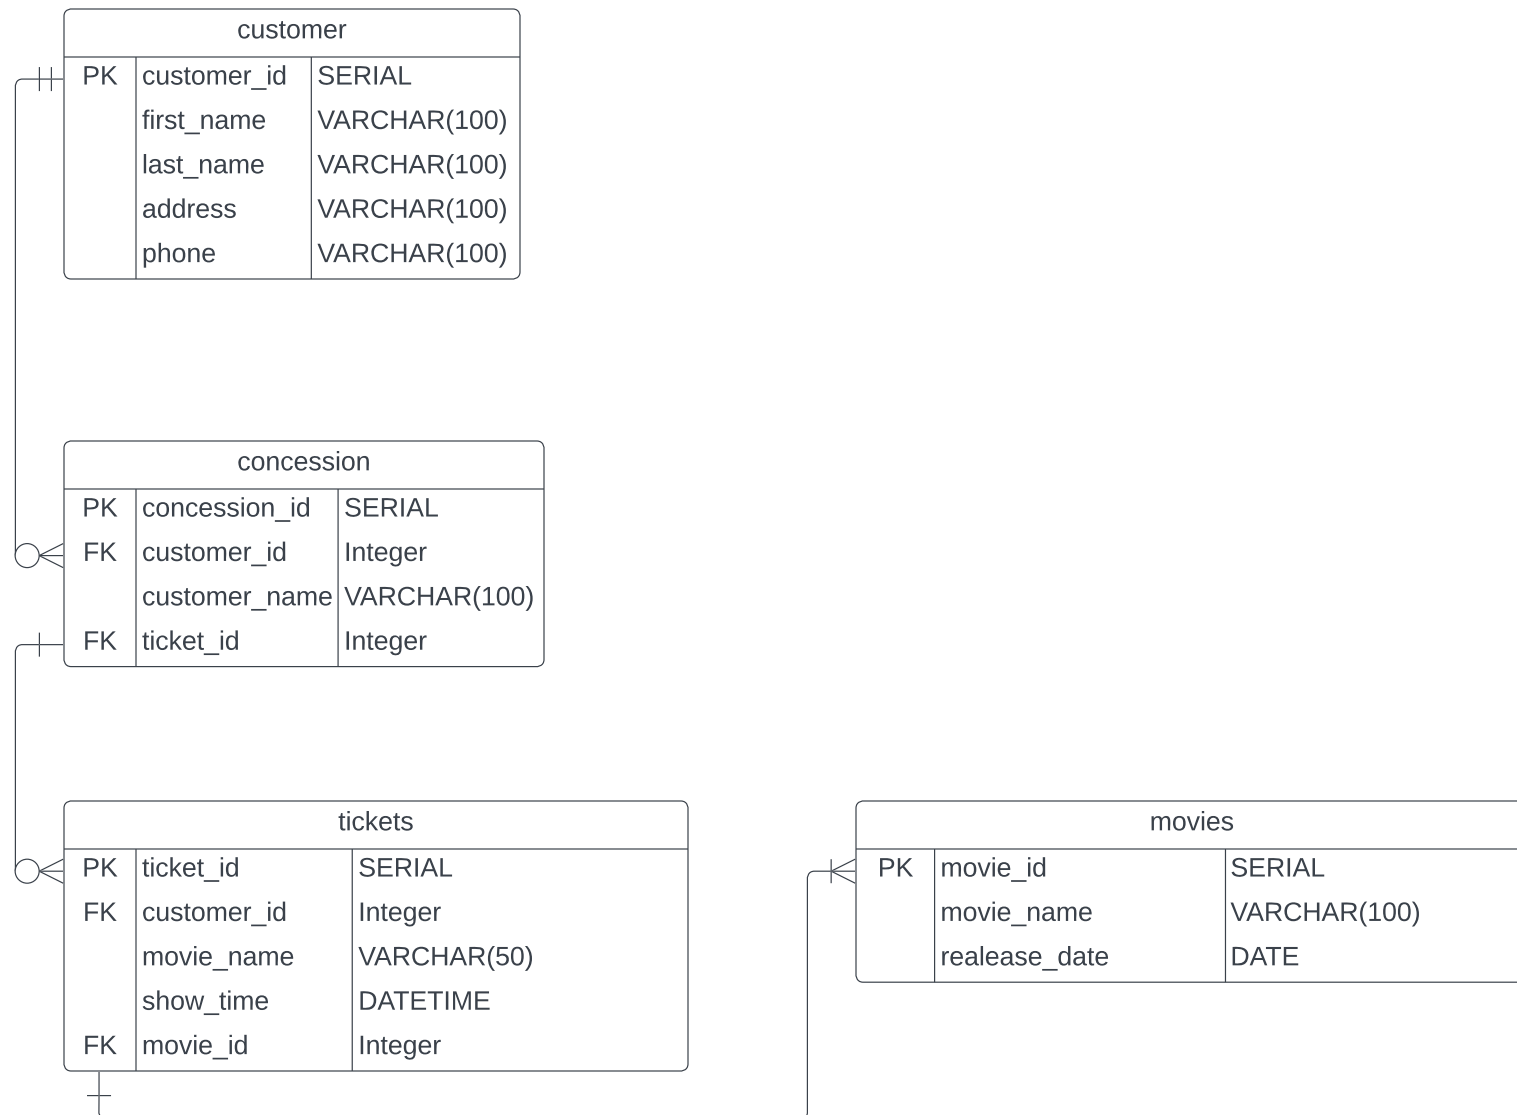 customer
PK customer_id SERIAL
first_name VARCHAR(100)
last_name VARCHAR(100)
address VARCHAR(100)
phone VARCHAR(100)
concession
PK concession_id SERIAL
FK customer_id Integer
customer_name VARCHAR(100)
FK ticket_id Integer
tickets
PK ticket_id SERIAL
FK customer_id Integer
movie_name VARCHAR(50)
show_time DATETIME
FK movie_id Integer
movies
PK movie_id SERIAL
movie_name VARCHAR(100)
realease_date DATE